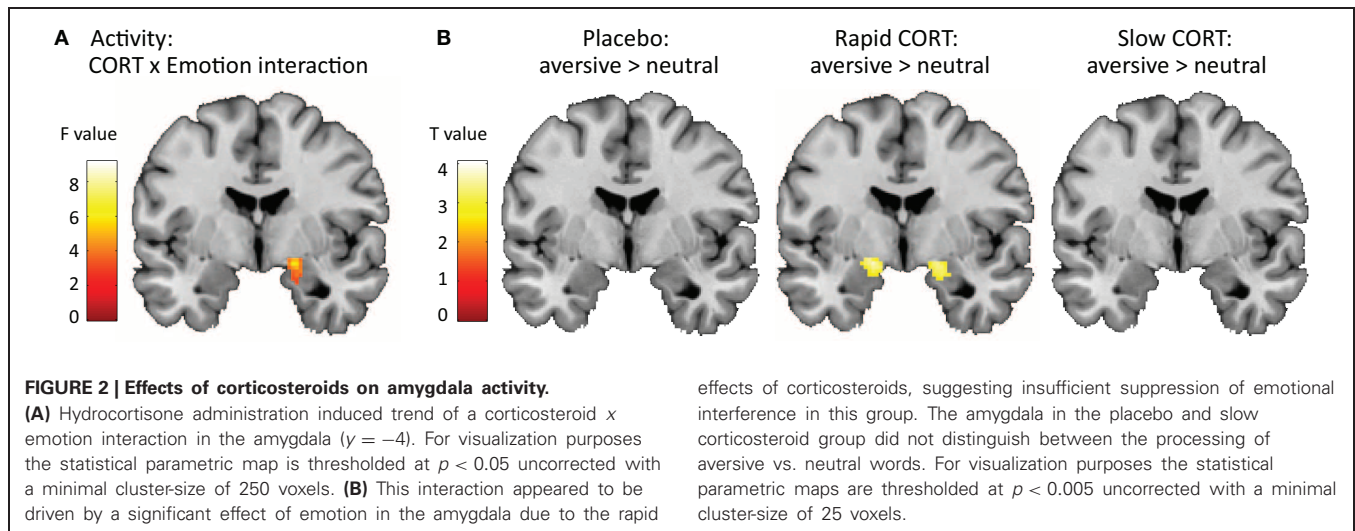 A Activity:
CORT x Emotion interaction
F value
8
6
4
2
0
B
Placebo:
aversive > neutral
Rapid CORT:
aversive > neutral
Slow CORT:
aversive > neutral
T value
4
3
2
1
0
FIGURE 2 | Effects of corticosteroids on amygdala activity.
(A) Hydrocortisone administration induced trend of a corticosteroid x
emotion interaction in the amygdala (y = −4). For visualization purposes
the statistical parametric map is thresholded at p < 0.05 uncorrected with
a minimal cluster-size of 250 voxels. (B) This interaction appeared to be
driven by a significant effect of emotion in the amygdala due to the rapid
effects of corticosteroids, suggesting insufficient suppression of emotional
interference in this group. The amygdala in the placebo and slow
corticosteroid group did not distinguish between the processing of
aversive vs. neutral words. For visualization purposes the statistical
parametric maps are thresholded at p < 0.005 uncorrected with a minimal
cluster-size of 25 voxels.